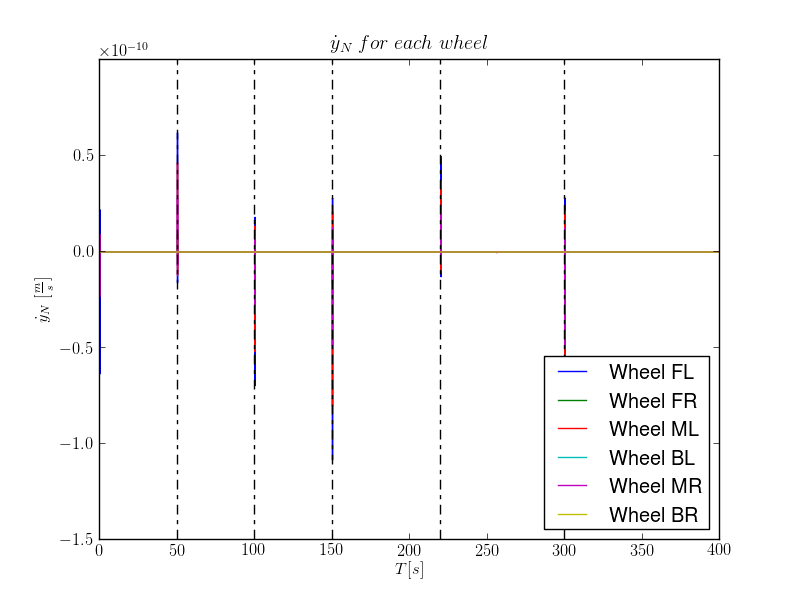 ẏ_N for each wheel
×10⁻¹⁰
0.5
0.0
−0.5
−1.0
−1.5
ẏ_N [m/s]
0 50 100 150 200 250 300 350 400
T[s]
Wheel FL
Wheel FR
Wheel ML
Wheel BL
Wheel MR
Wheel BR